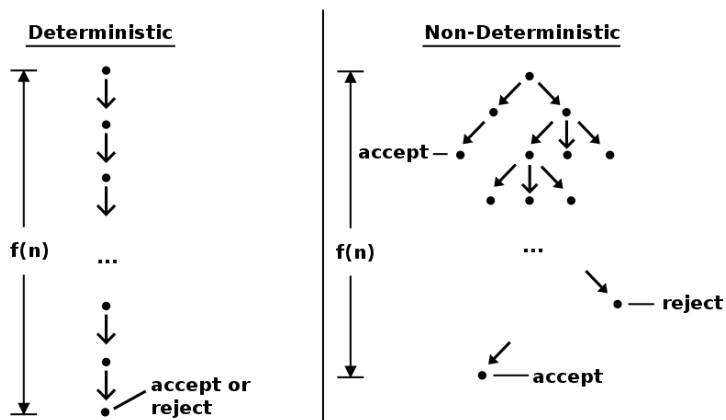 Deterministic
f(n)
...
accept or
reject
Non-Deterministic
accept
f(n)
...
reject
accept